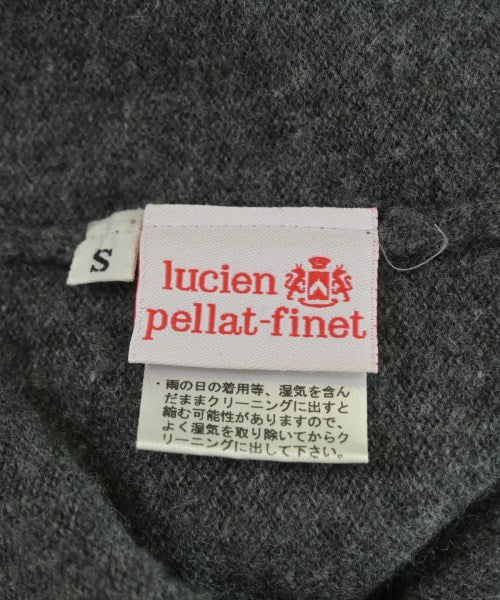 S
lucien
pellat-finet
・雨の日の着用等、湿気を含ん
だままクリーニングに出すと
縮む可能性がありますので、
よく湿気を取り除いてからク
リーニングに出して下さい。